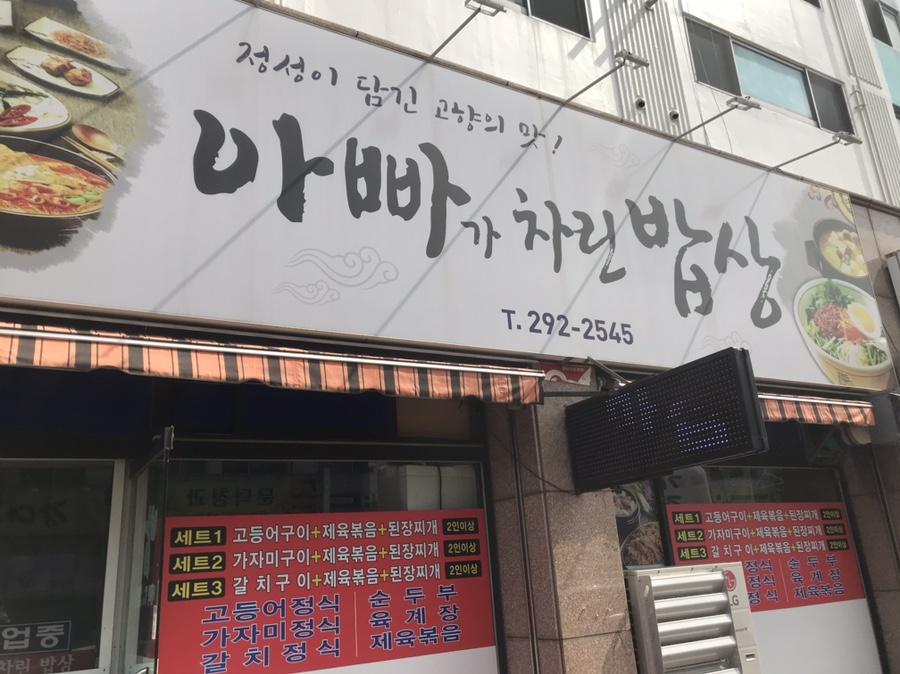 정성이 담긴 고향의 맛!
아빠가 차린 밥상
T. 292-2545
세트1 고등어구이+제육볶음+된장찌개 2인이상
세트2 가자미구이+제육볶음+된장찌개 2인이상
세트3 갈치구이+제육볶음+된장찌개 2인이상
고등어정식 순두부
가자미정식 육계장
갈치정식 제육볶음
세트1 고등어구이+제육볶음+된장찌개 2인이상
세트2 가자미구이+제육볶음+된장찌개 2인이상
세트3 갈치구이+제육볶음+된장찌개 2인이상
정식 순두부
정식 육계장
정식 제육볶음
업중
차린 밥상
LG